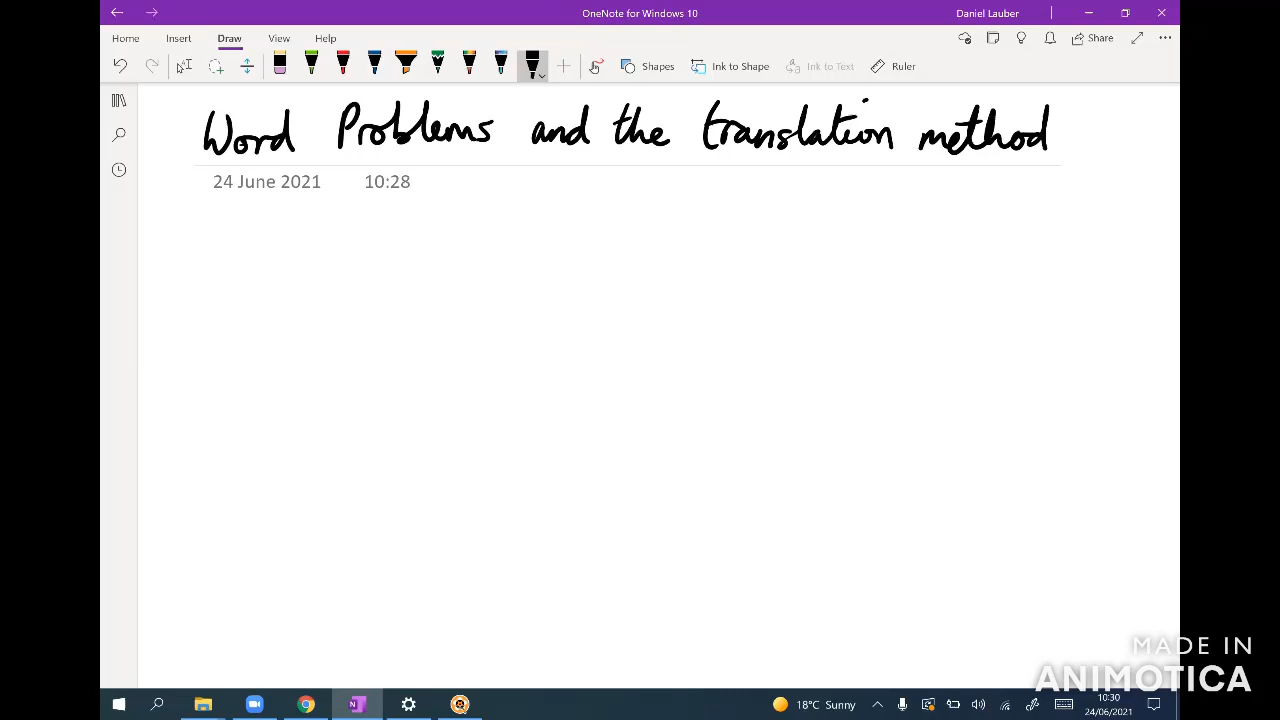 OneNote for Windows 10
Daniel Lauber
Home Insert Draw View Help
Share
Shapes Ink to Shape Ink to Text Ruler
Word Problems and the translation method
24 June 2021 10:28
MADE IN
ANIMOTICA
18°C Sunny
10:30
24/06/2021